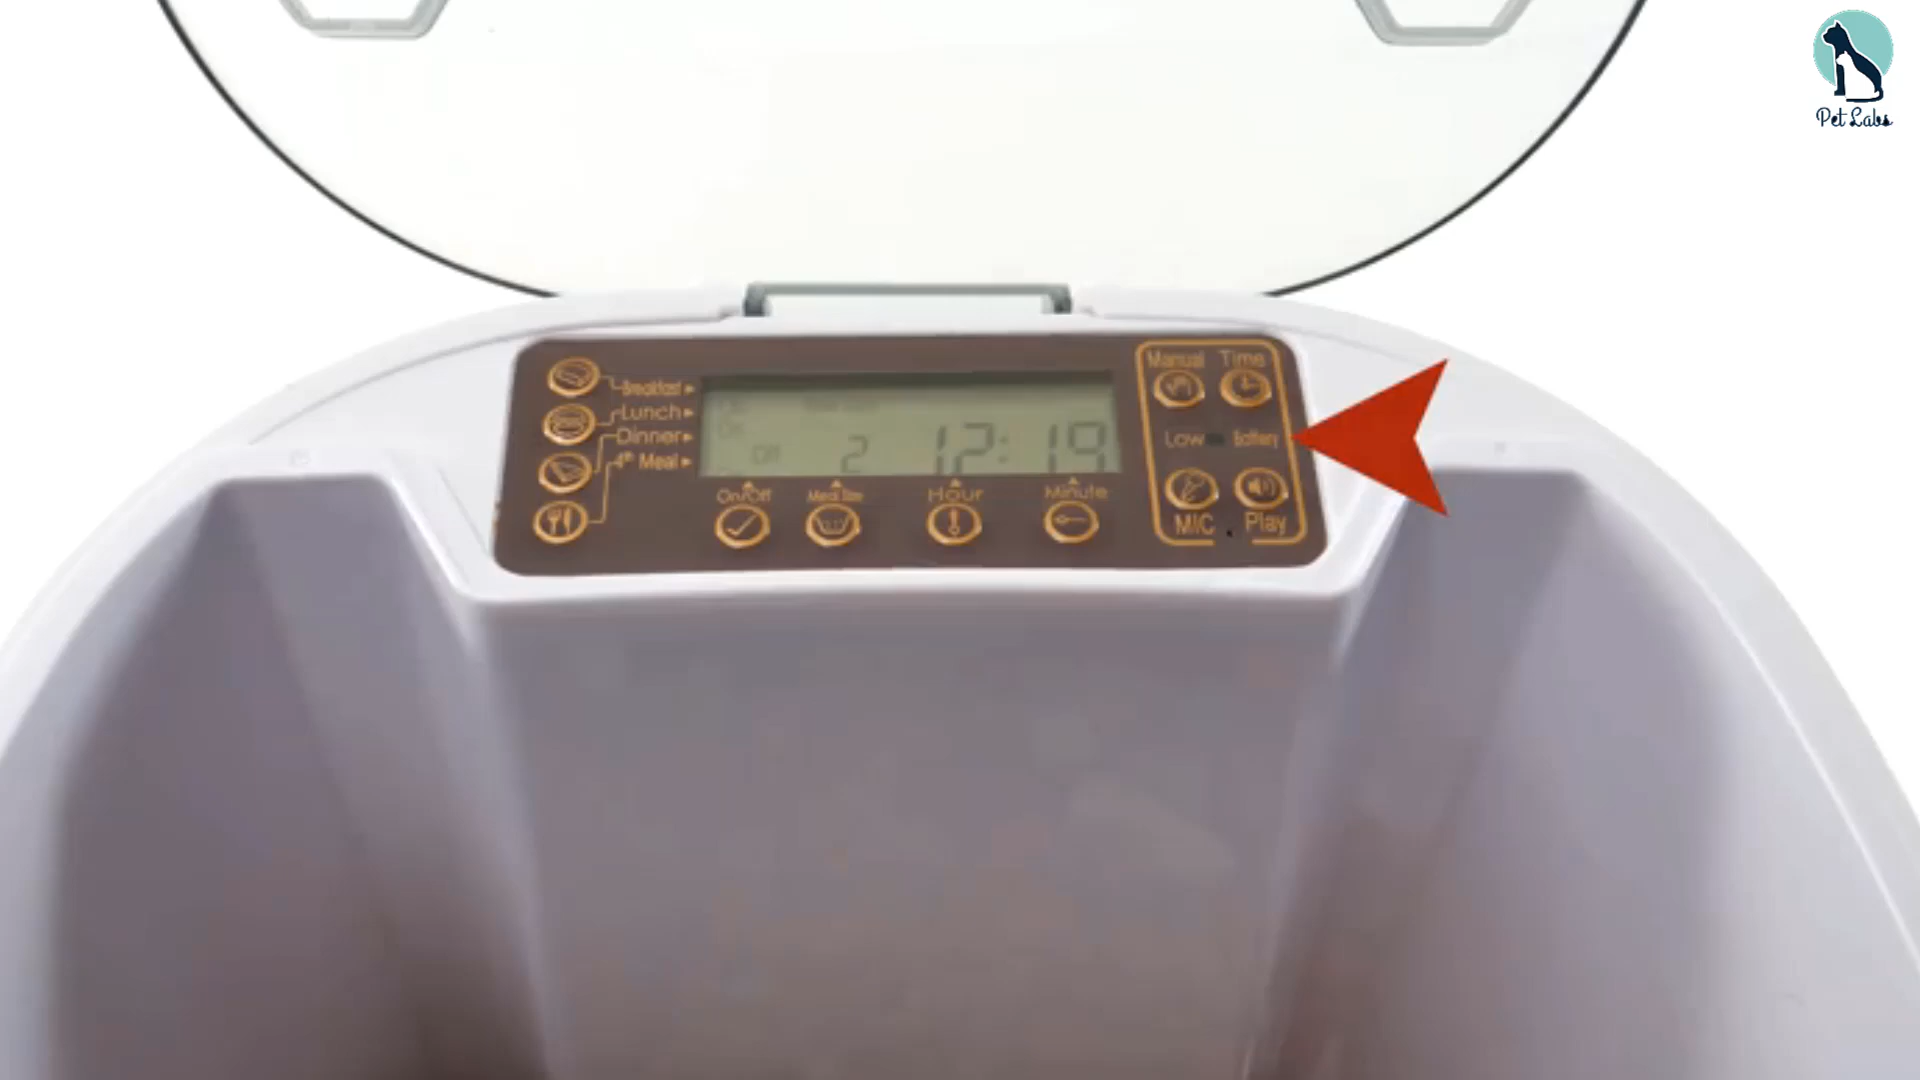 Pet Labs
Manual Time
Breakfast
Lunch
Dinner
4th Meal
Low Battery
Off 2 12:19
On/Off Meal Size Hour Minute
MIC Play